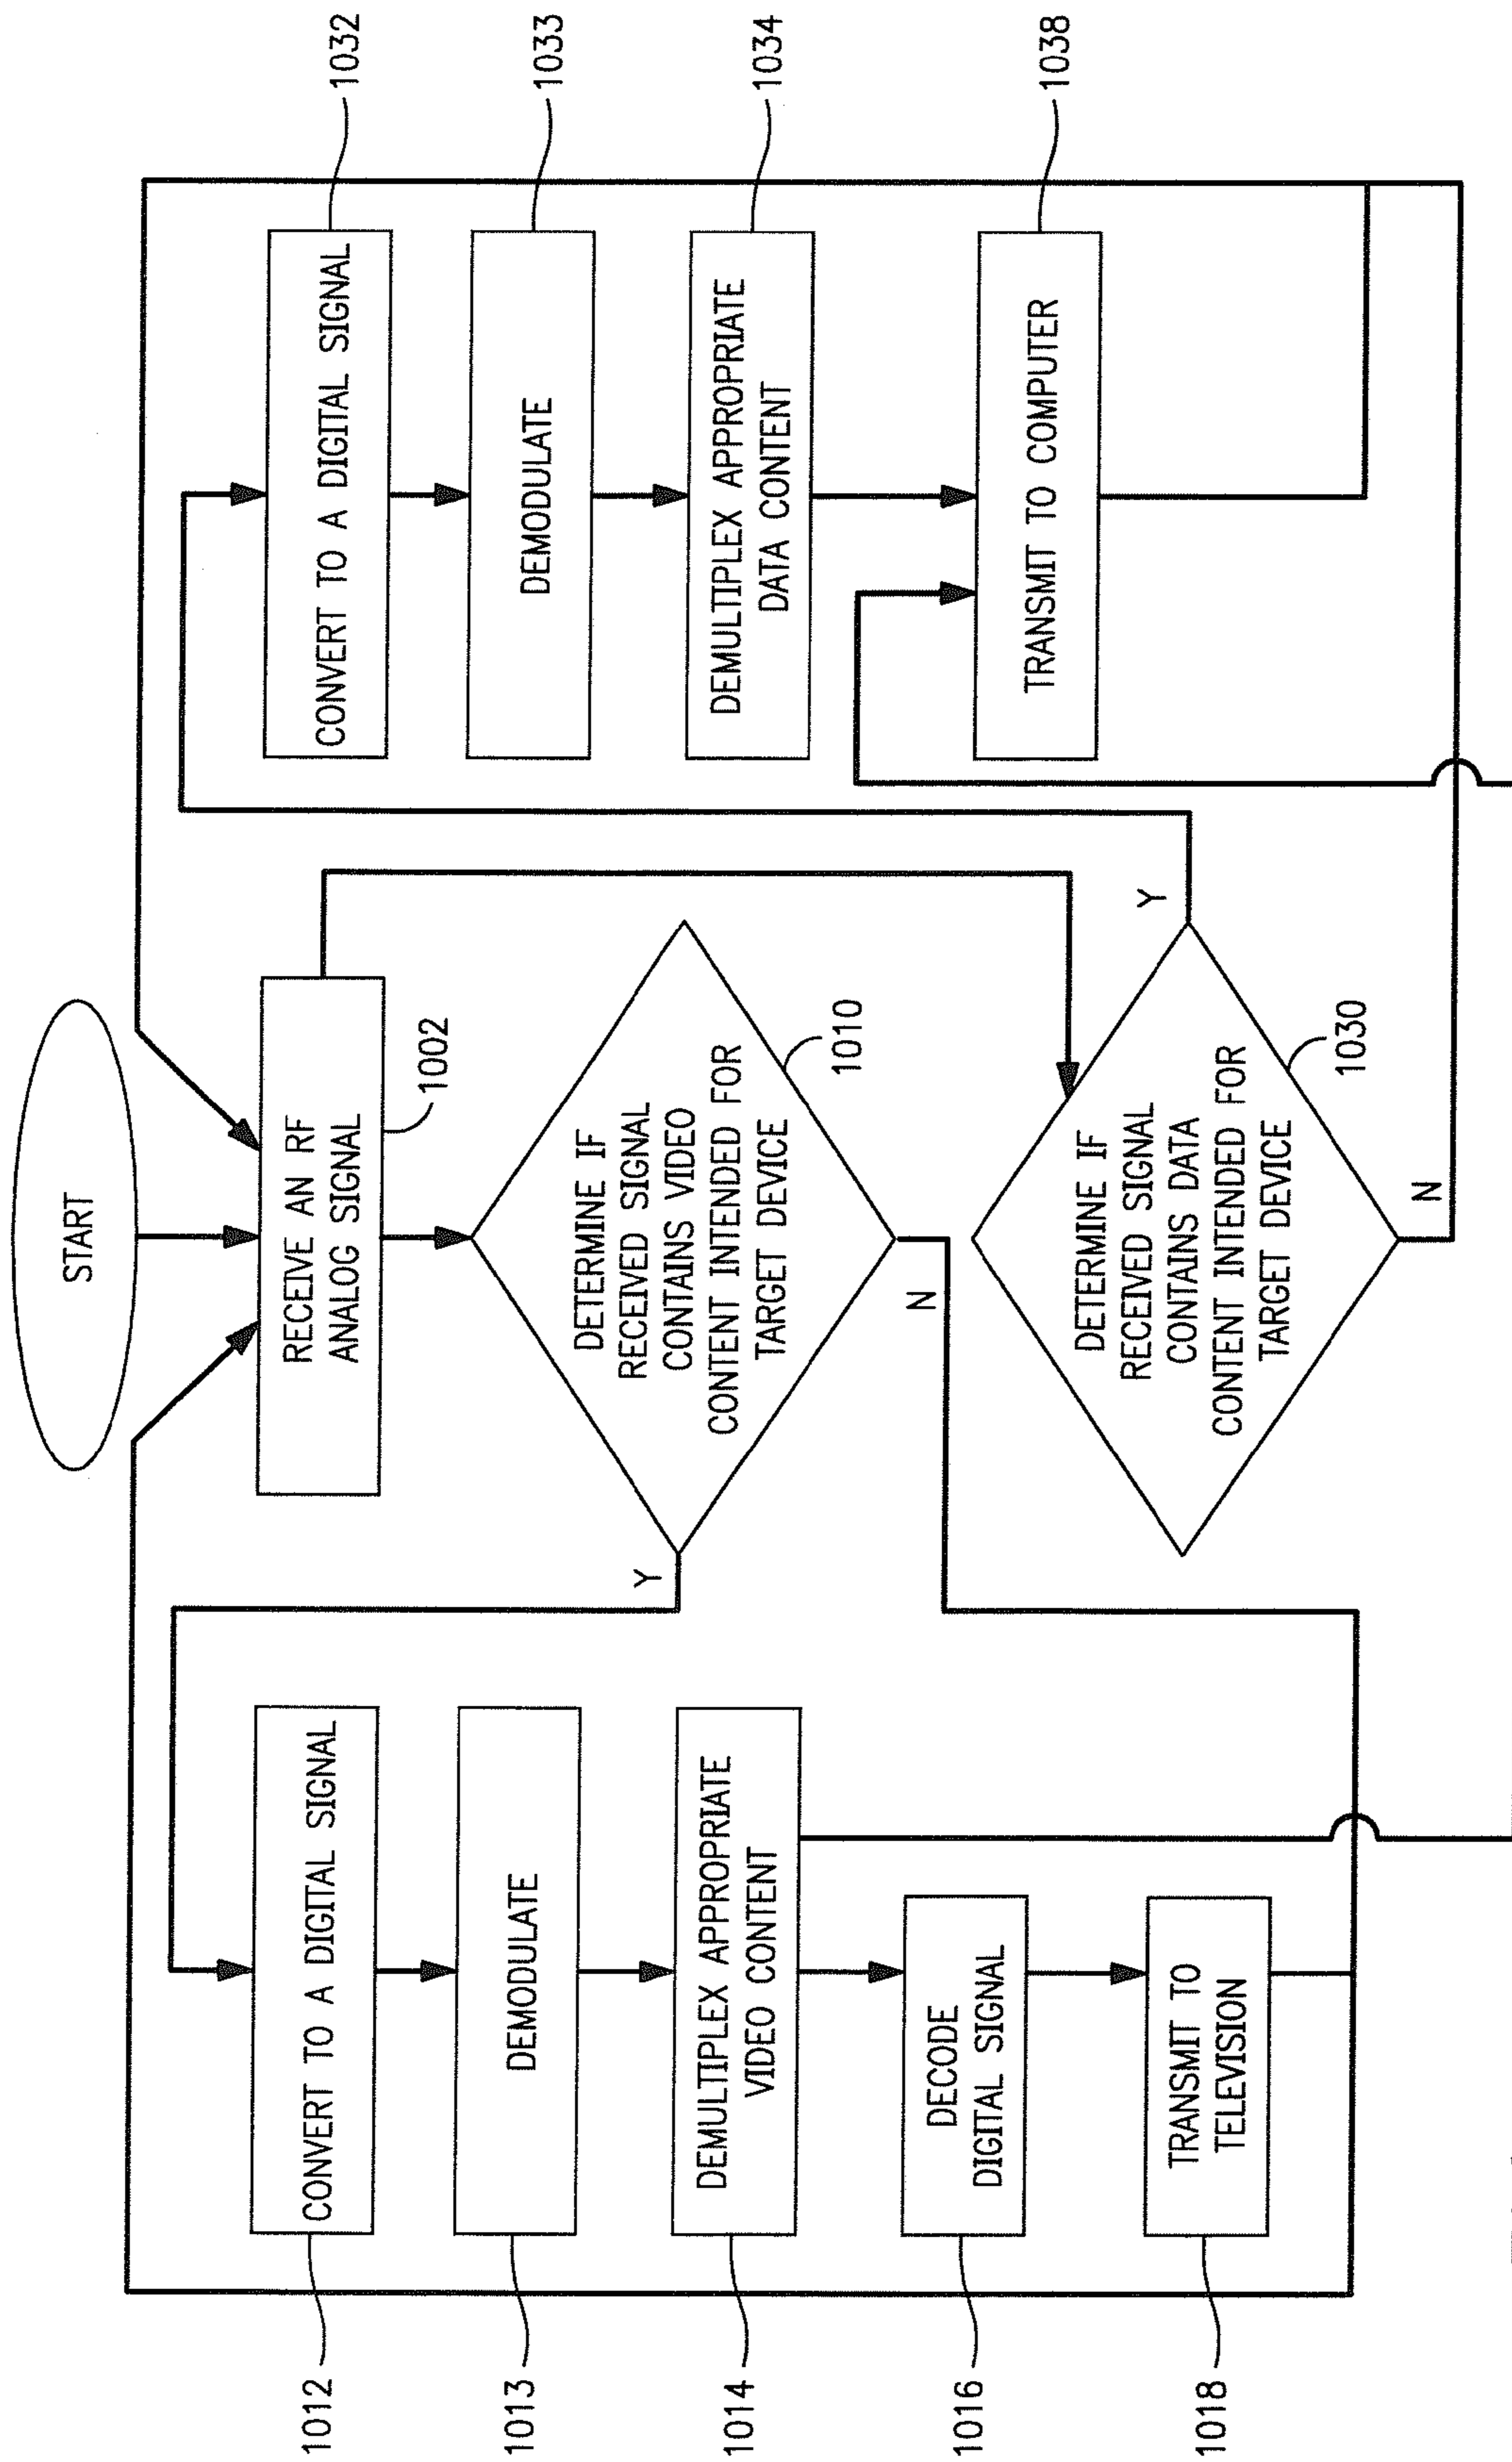 START
RECEIVE AN RF
ANALOG SIGNAL
1002
DETERMINE IF
RECEIVED SIGNAL
CONTAINS VIDEO
CONTENT INTENDED FOR
TARGET DEVICE
1010
Y
N
DETERMINE IF
RECEIVED SIGNAL
CONTAINS DATA
CONTENT INTENDED FOR
TARGET DEVICE
1030
Y
N
1012
CONVERT TO A DIGITAL SIGNAL
1013
DEMODULATE
1014
DEMULTIPLEX APPROPRIATE
VIDEO CONTENT
1016
DECODE
DIGITAL SIGNAL
1018
TRANSMIT TO
TELEVISION
CONVERT TO A DIGITAL SIGNAL
1032
DEMODULATE
1033
DEMULTIPLEX APPROPRIATE
DATA CONTENT
1034
TRANSMIT TO COMPUTER
1038